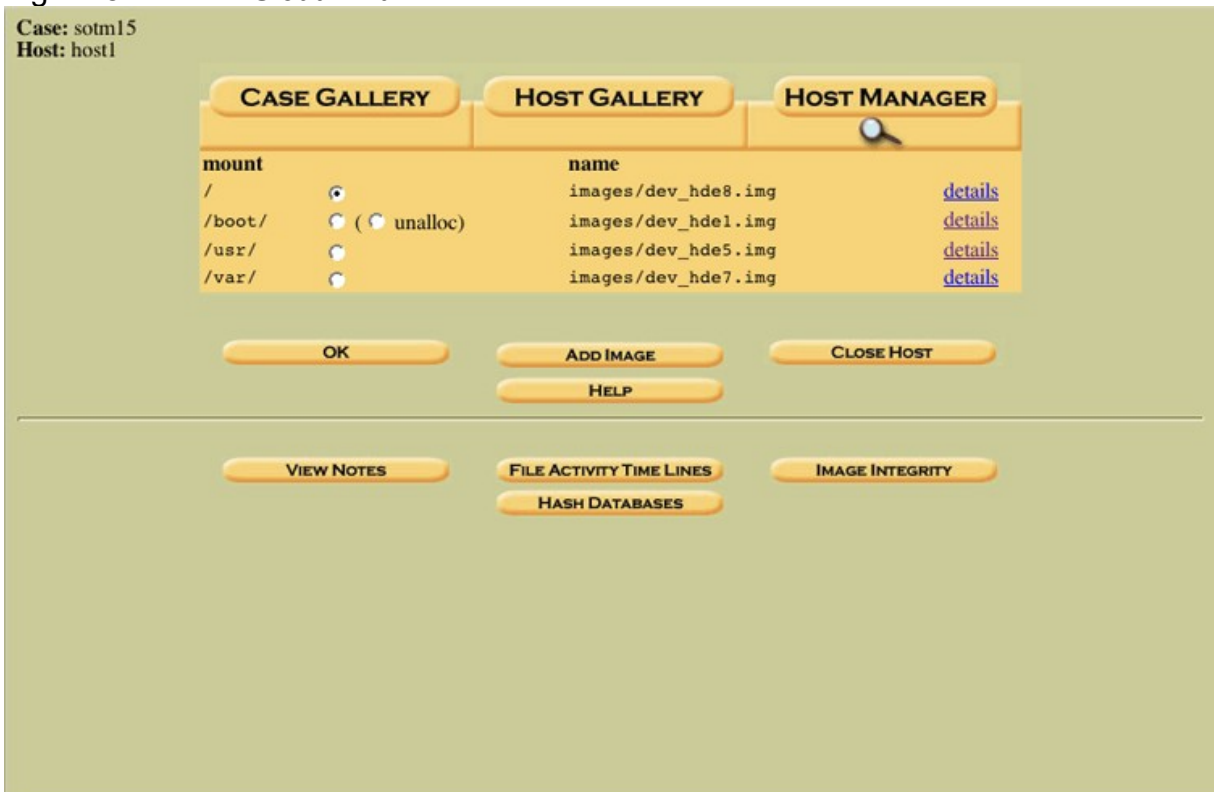 Case: sotm15
Host: host1
CASE GALLERY HOST GALLERY HOST MANAGER
mount name
/ images/dev_hde8.img details
/boot/ ( unalloc) images/dev_hde1.img details
/usr/ images/dev_hde5.img details
/var/ images/dev_hde7.img details
OK ADD IMAGE CLOSE HOST
HELP
VIEW NOTES FILE ACTIVITY TIME LINES IMAGE INTEGRITY
HASH DATABASES